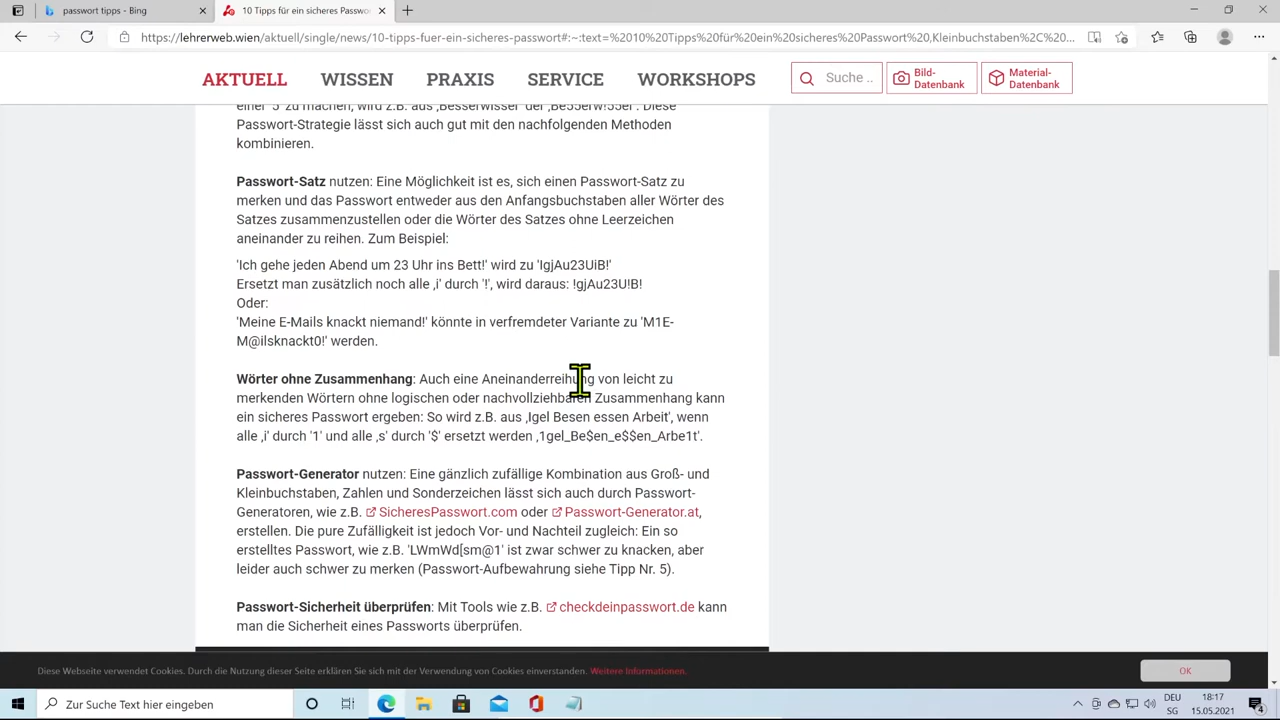 passwort tipps - Bing
10 Tipps für ein sicheres passwo
https://lehrerweb.wien/aktuell/single/news/10-tipps-fuer-ein-sicheres-passwort#:~:text=%2010%20Tipps%20für%20ein%20sicheres%20Passwort%20,Kleinbuchstaben%2C%20...
AKTUELL
WISSEN
PRAXIS
SERVICE
WORKSHOPS
Suche ..
Bild-
Datenbank
Material-
Datenbank
einer '5' zu machen, wird z.B. aus ‚Besserwisser' der ‚Be55erw!55er'. Diese
Passwort-Strategie lässt sich auch gut mit den nachfolgenden Methoden
kombinieren.
Passwort-Satz nutzen: Eine Möglichkeit ist es, sich einen Passwort-Satz zu
merken und das Passwort entweder aus den Anfangsbuchstaben aller Wörter des
Satzes zusammenzustellen oder die Wörter des Satzes ohne Leerzeichen
aneinander zu reihen. Zum Beispiel:
'Ich gehe jeden Abend um 23 Uhr ins Bett!' wird zu 'IgjAu23UiB!'
Ersetzt man zusätzlich noch alle ‚i' durch '!', wird daraus: !gjAu23U!B!
Oder:
'Meine E-Mails knackt niemand!' könnte in verfremdeter Variante zu 'M1E-
M@ilsknackt0!' werden.
Wörter ohne Zusammenhang: Auch eine Aneinanderreihung von leicht zu
merkenden Wörtern ohne logischen oder nachvollziehbaren Zusammenhang kann
ein sicheres Passwort ergeben: So wird z.B. aus ‚Igel Besen essen Arbeit', wenn
alle ‚i' durch '1' und alle ‚s' durch '$' ersetzt werden ‚1gel_Be$en_e$$en_Arbe1t'.
Passwort-Generator nutzen: Eine gänzlich zufällige Kombination aus Groß- und
Kleinbuchstaben, Zahlen und Sonderzeichen lässt sich auch durch Passwort-
Generatoren, wie z.B. SicheresPasswort.com oder Passwort-Generator.at,
erstellen. Die pure Zufälligkeit ist jedoch Vor- und Nachteil zugleich: Ein so
erstelltes Passwort, wie z.B. 'LWmWd[sm@1' ist zwar schwer zu knacken, aber
leider auch schwer zu merken (Passwort-Aufbewahrung siehe Tipp Nr. 5).
Passwort-Sicherheit überprüfen: Mit Tools wie z.B. checkdeinpasswort.de kann
man die Sicherheit eines Passworts überprüfen.
Diese Webseite verwendet Cookies. Durch die Nutzung dieser Seite erklären Sie sich mit der Verwendung von Cookies einverstanden. Weitere Informationen.
OK
Zur Suche Text hier eingeben
DEU
18:17
15.05.2021